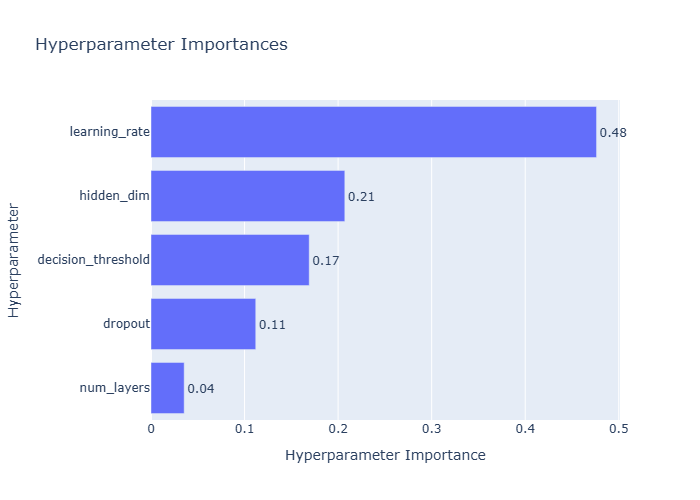 Hyperparameter Importances
learning_rate
0.48
hidden_dim
0.21
decision_threshold
0.17
dropout
0.11
num_layers
0.04
0
0.1
0.2
0.3
0.4
0.5
Hyperparameter Importance
Hyperparameter